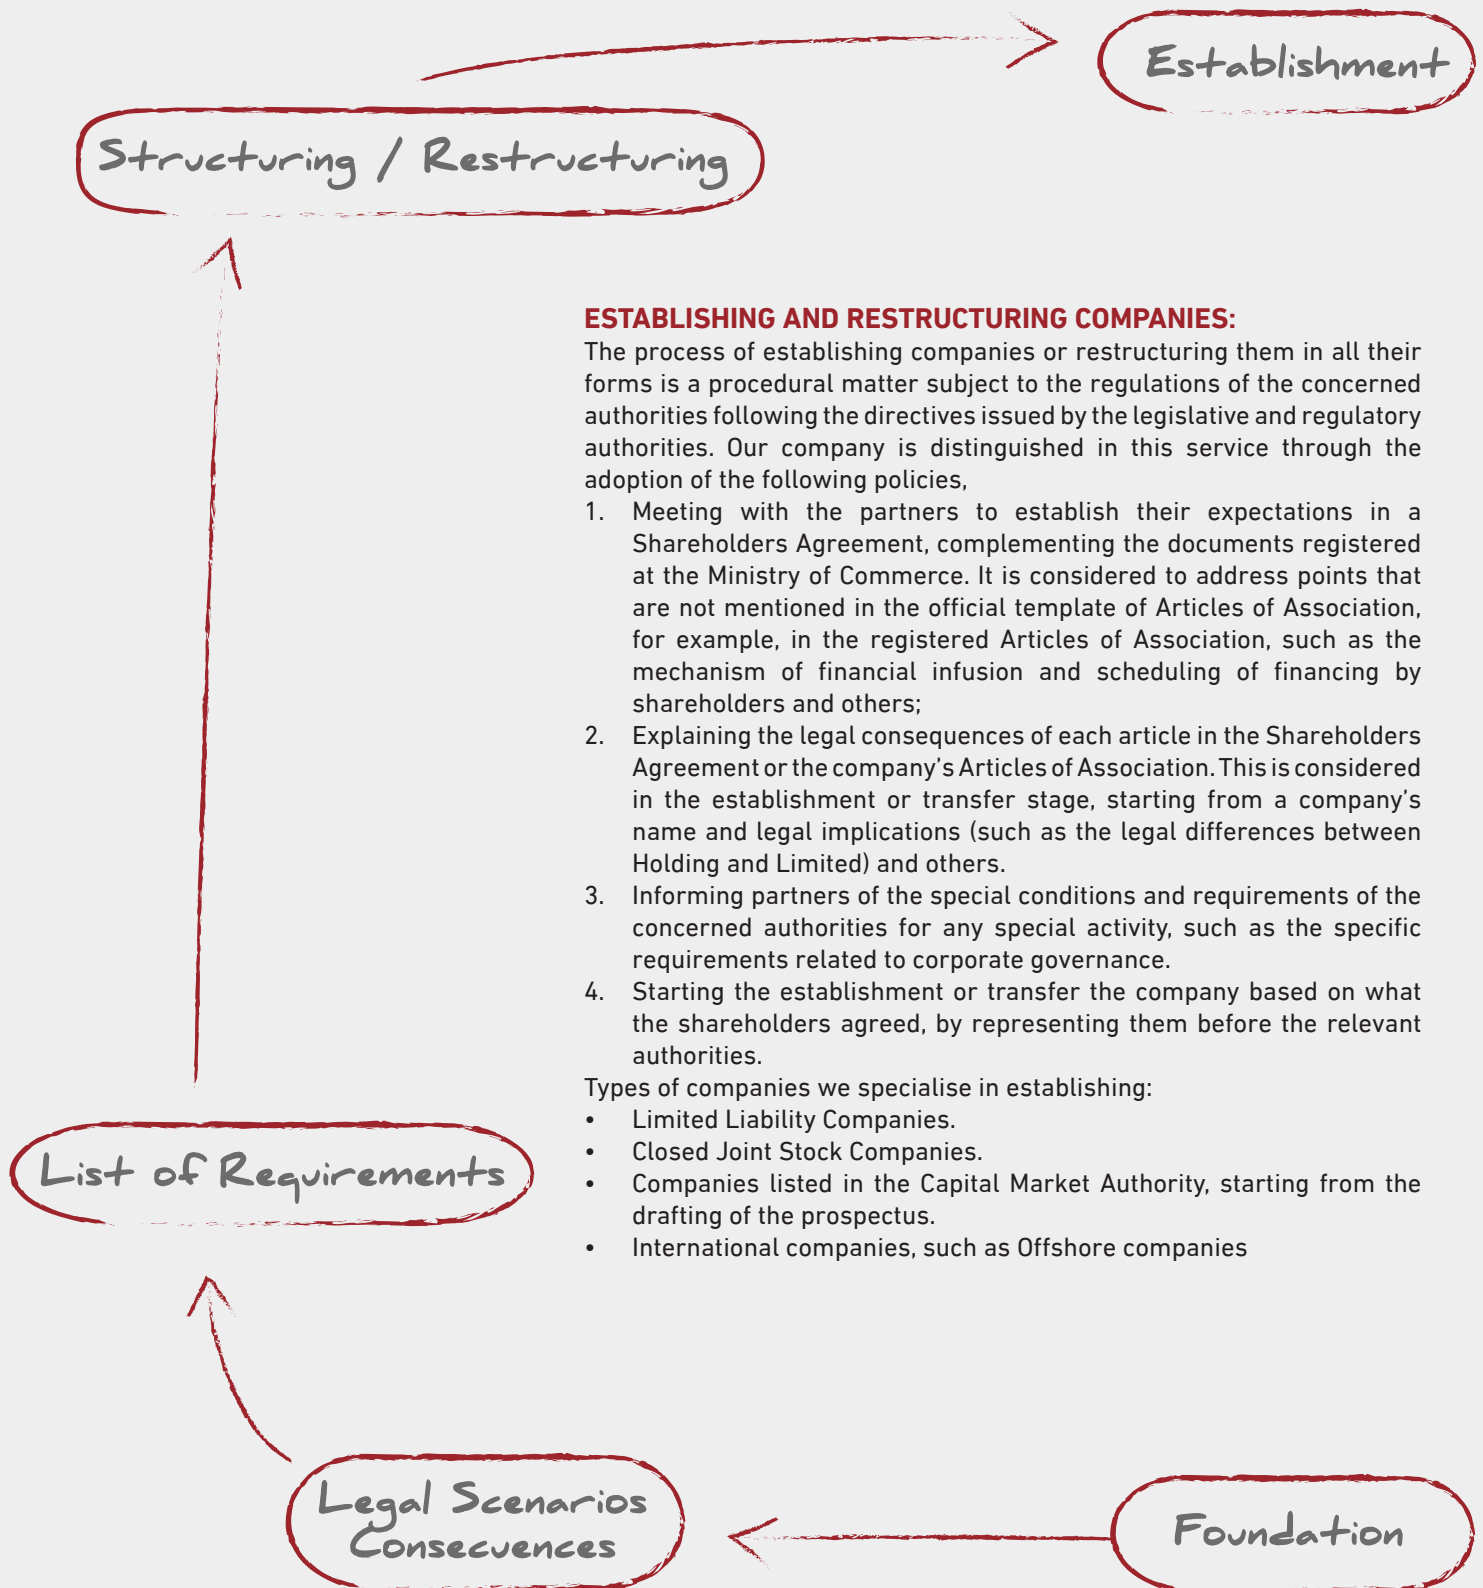 Establishment
Structuring / Restructuring
ESTABLISHING AND RESTRUCTURING COMPANIES:
The process of establishing companies or restructuring them in all their
forms is a procedural matter subject to the regulations of the concerned
authorities following the directives issued by the legislative and regulatory
authorities. Our company is distinguished in this service through the
adoption of the following policies,
1. Meeting with the partners to establish their expectations in a
Shareholders Agreement, complementing the documents registered
at the Ministry of Commerce. It is considered to address points that
are not mentioned in the official template of Articles of Association,
for example, in the registered Articles of Association, such as the
mechanism of financial infusion and scheduling of financing by
shareholders and others;
2. Explaining the legal consequences of each article in the Shareholders
Agreement or the company’s Articles of Association. This is considered
in the establishment or transfer stage, starting from a company’s
name and legal implications (such as the legal differences between
Holding and Limited) and others.
3. Informing partners of the special conditions and requirements of the
concerned authorities for any special activity, such as the specific
requirements related to corporate governance.
4. Starting the establishment or transfer the company based on what
the shareholders agreed, by representing them before the relevant
authorities.
Types of companies we specialise in establishing:
• Limited Liability Companies.
• Closed Joint Stock Companies.
• Companies listed in the Capital Market Authority, starting from the
drafting of the prospectus.
• International companies, such as Offshore companies
List of Requirements
Legal Scenarios
Consecuences
Foundation